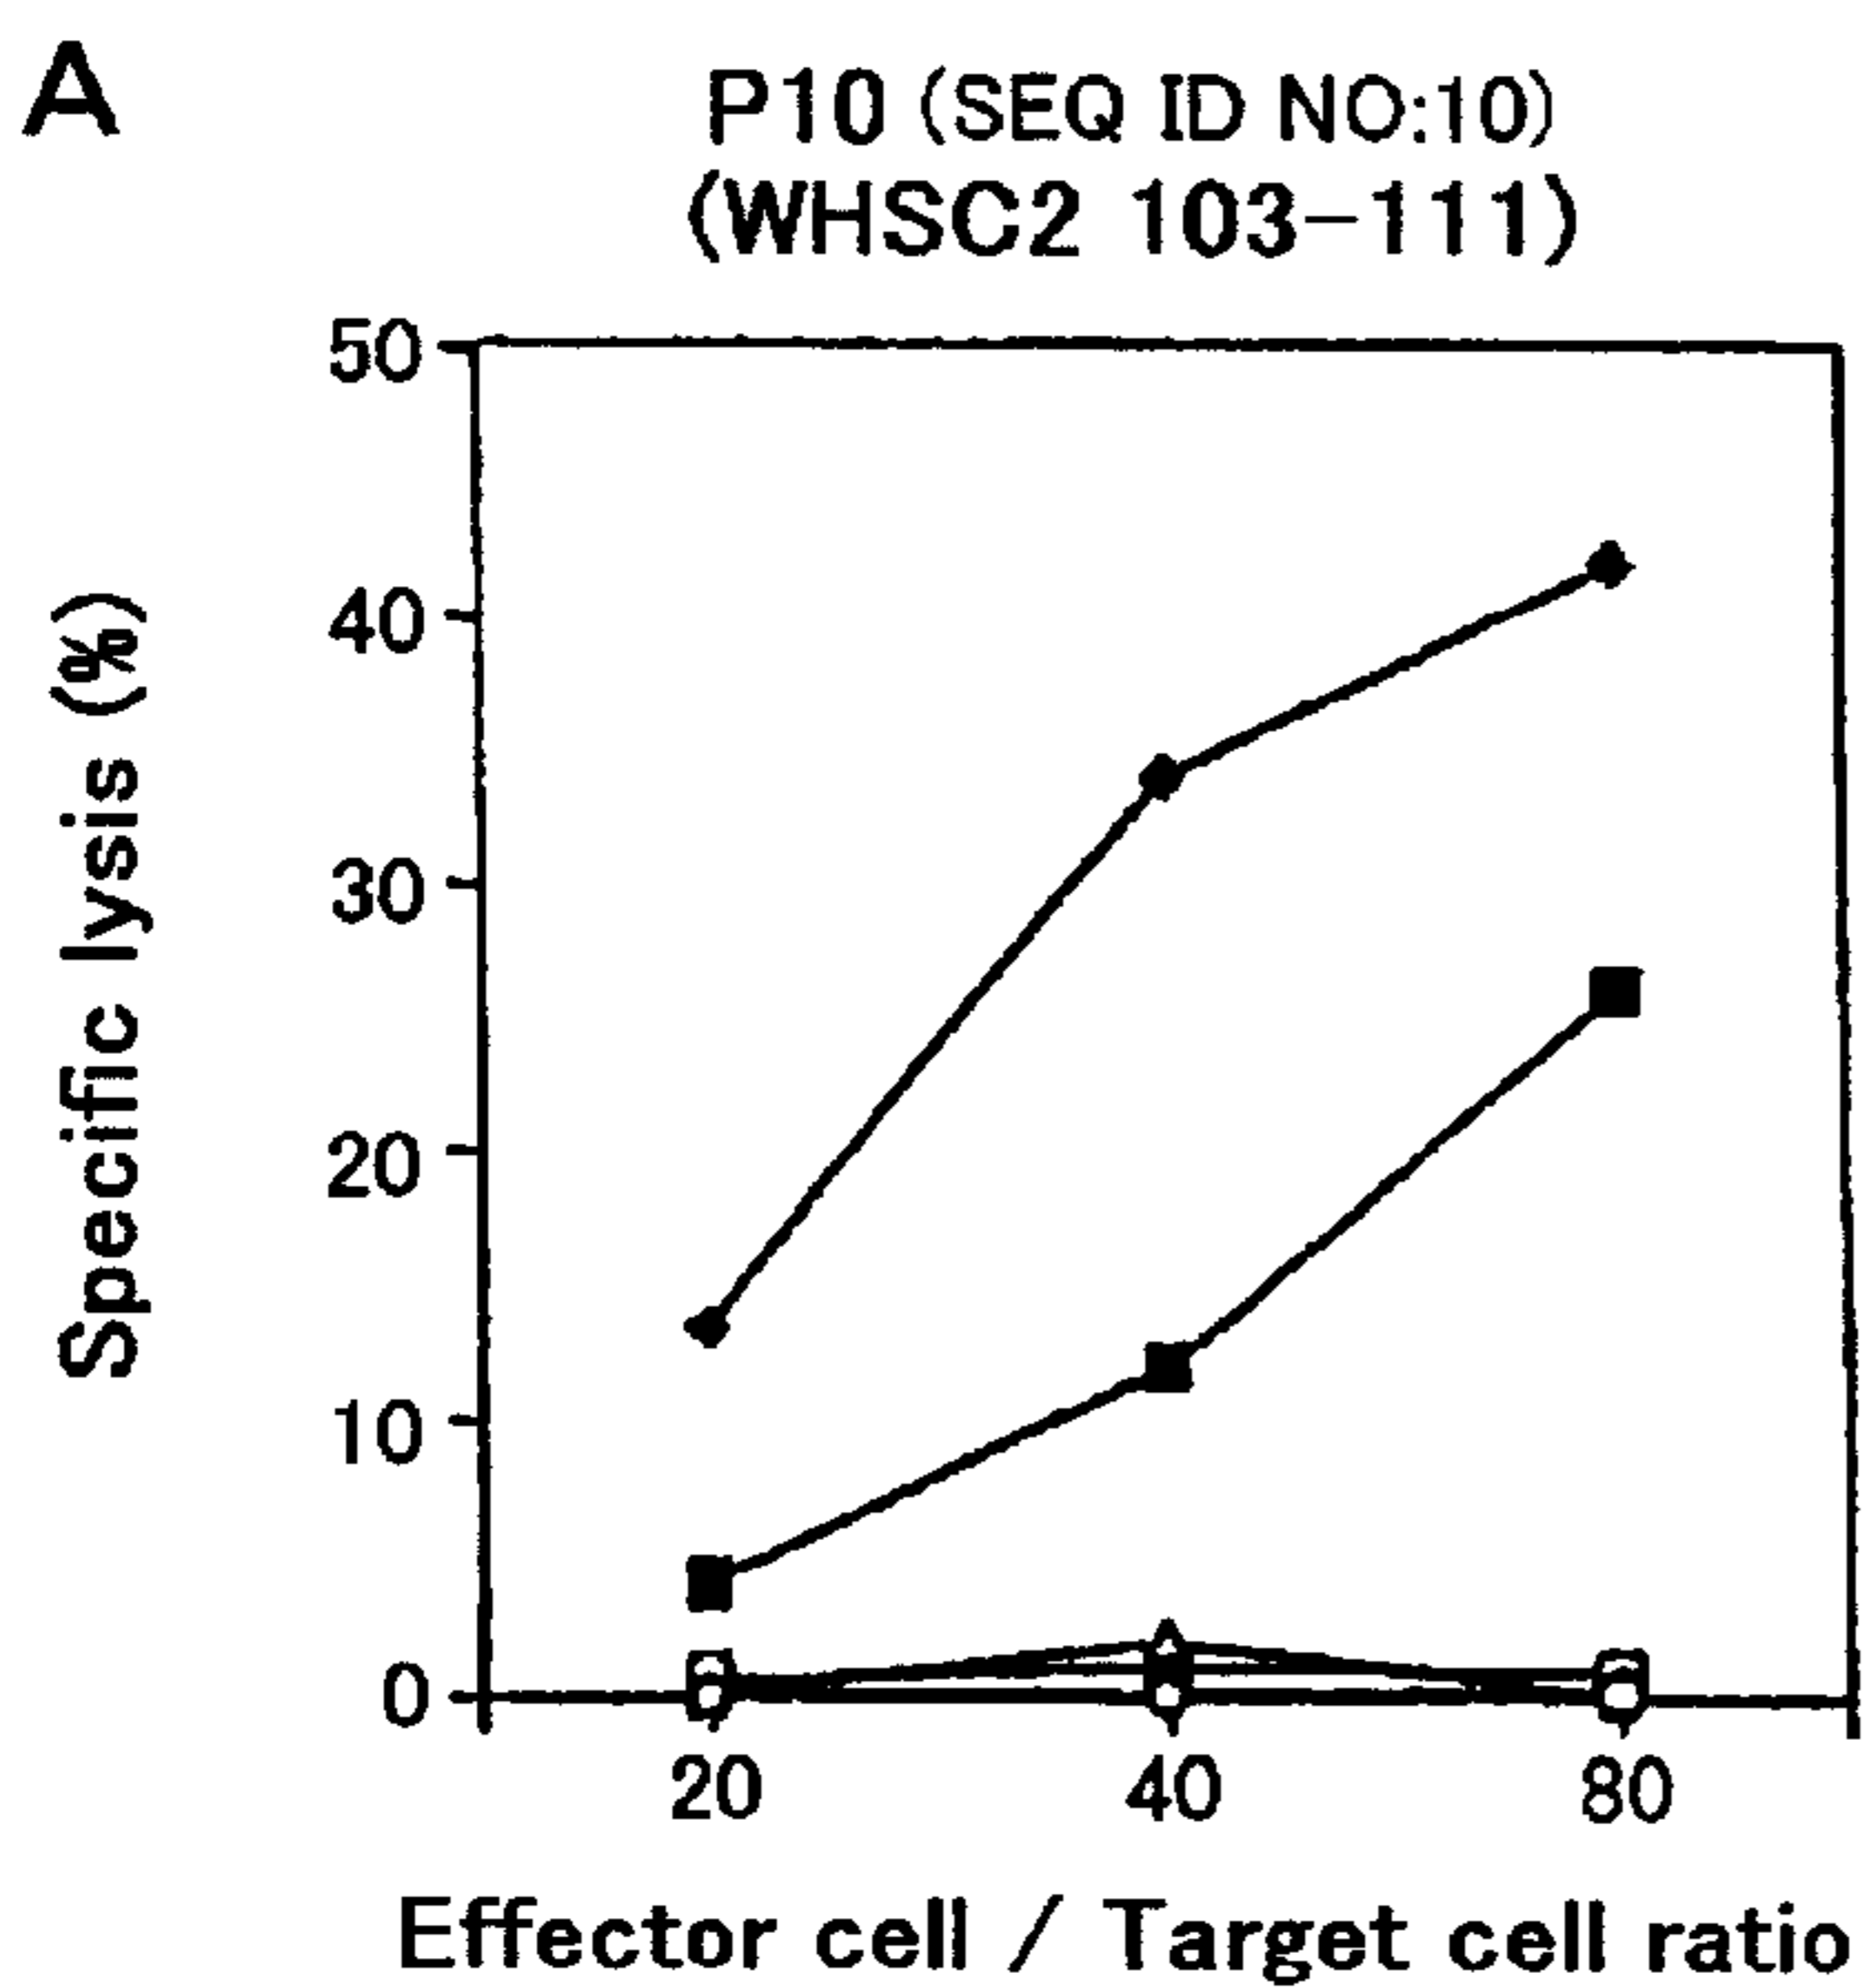 A
P10 (SEQ ID NO:10)
(WHSC2 103-111)
Specific lysis (%)
50
40
30
20
10
0
20 40 80
Effector cell / Target cell ratio